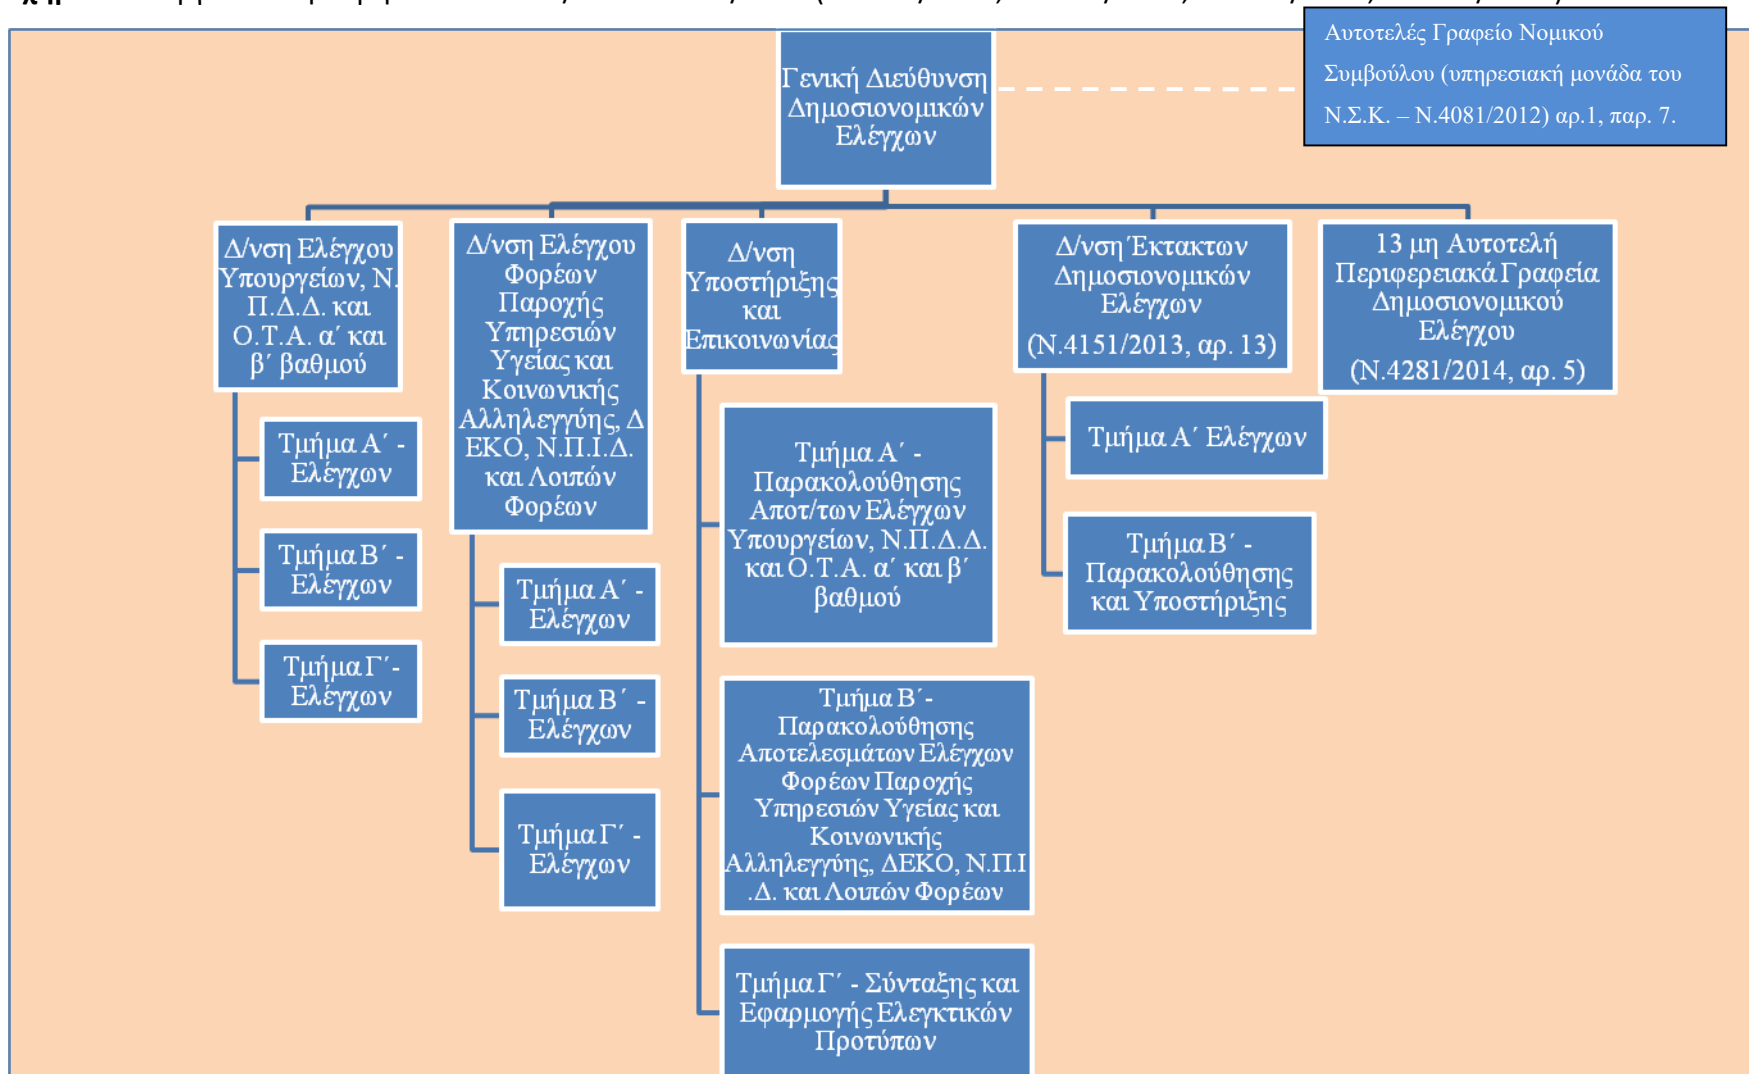 Αυτοτελές Γραφείο Νομικού
Συμβούλου (υπηρεσιακή μονάδα του
Ν.Σ.Κ. – Ν.4081/2012) αρ.1, παρ. 7.
Γενική Διεύθυνση
Δημοσιονομικών
Ελέγχων
Δ/νση Ελέγχου
Υπουργείων, Ν.
Π.Δ.Δ. και
Ο.Τ.Α. α΄ και
β΄ βαθμού
Τμήμα Α΄ -
Ελέγχων
Τμήμα Β΄ -
Ελέγχων
Τμήμα Γ΄-
Ελέγχων
Δ/νση Ελέγχου
Φορέων
Παροχής
Υπηρεσιών
Υγείας και
Κοινωνικής
Αλληλεγγύης, Δ
ΕΚΟ, Ν.Π.Ι.Δ.
και Λοιπών
Φορέων
Τμήμα Α΄ -
Ελέγχων
Τμήμα Β΄ -
Ελέγχων
Τμήμα Γ΄ -
Ελέγχων
Δ/νση
Υποστήριξης
και
Επικοινωνίας
Τμήμα Α΄ -
Παρακολούθησης
Αποτ/των Ελέγχων
Υπουργείων, Ν.Π.Δ.Δ.
και Ο.Τ.Α. α΄ και β΄
βαθμού
Τμήμα Β΄-
Παρακολούθησης
Αποτελεσμάτων Ελέγχων
Φορέων Παροχής
Υπηρεσιών Υγείας και
Κοινωνικής
Αλληλεγγύης, ΔΕΚΟ, Ν.Π.Ι
.Δ. και Λοιπών Φορέων
Τμήμα Γ΄ - Σύνταξης και
Εφαρμογής Ελεγκτικών
Προτύπων
Δ/νση Έκτακτων
Δημοσιονομικών
Ελέγχων
(Ν.4151/2013, αρ. 13)
Τμήμα Α΄ Ελέγχων
Τμήμα Β΄ -
Παρακολούθησης
και Υποστήριξης
13 μη Αυτοτελή
Περιφερειακά Γραφεία
Δημοσιονομικού
Ελέγχου
(Ν.4281/2014, αρ. 5)